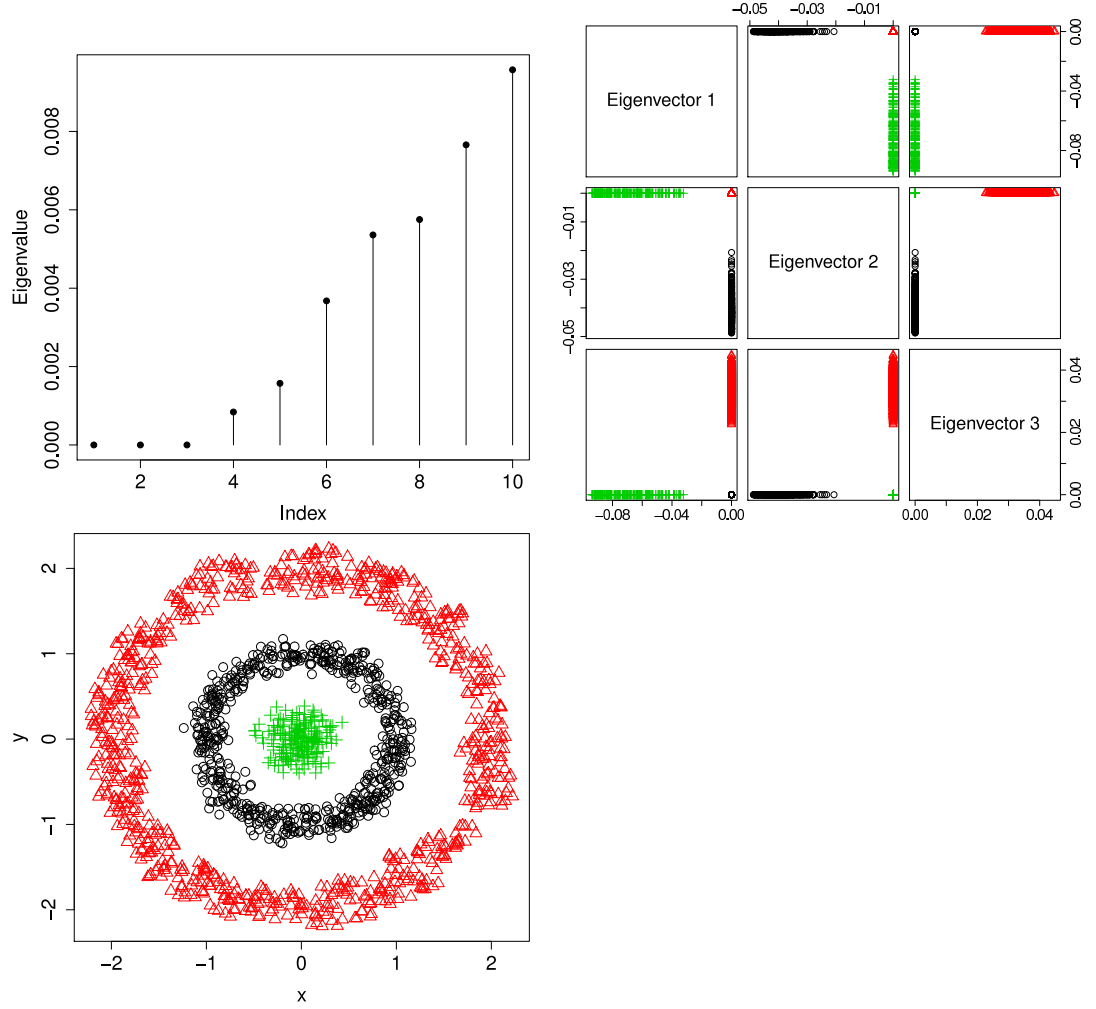 −0.05 −0.03 −0.01
Eigenvalue
0.000 0.002 0.004 0.006 0.008
2 4 6 8 10
Index
Eigenvector 1
−0.08 −0.04 0.00
−0.05 −0.03 −0.01
Eigenvector 2
Eigenvector 3
0.00 0.02 0.04
−0.08 −0.04 0.00
0.00 0.02 0.04
y
−2 −1 0 1 2
−2 −1 0 1 2
x